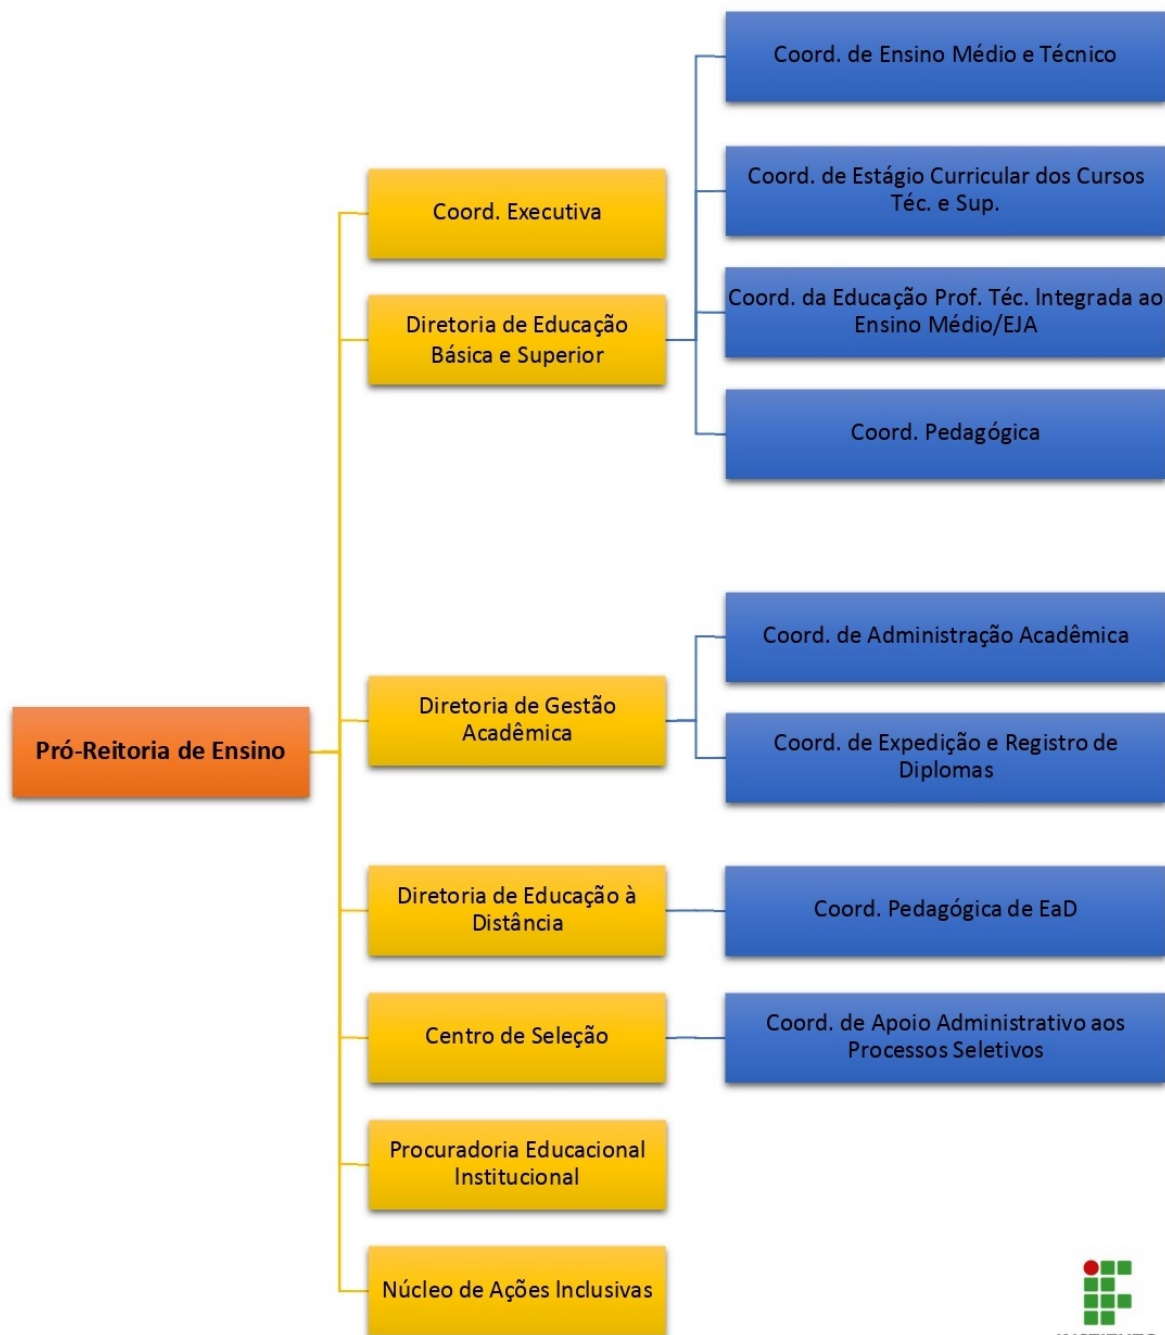 Pró-Reitoria de Ensino
Coord. Executiva
Diretoria de Educação
Básica e Superior
Coord. de Ensino Médio e Técnico
Coord. de Estágio Curricular dos Cursos
Téc. e Sup.
Coord. da Educação Prof. Téc. Integrada ao
Ensino Médio/EJA
Coord. Pedagógica
Diretoria de Gestão
Acadêmica
Coord. de Administração Acadêmica
Coord. de Expedição e Registro de
Diplomas
Diretoria de Educação à
Distância
Coord. Pedagógica de EaD
Centro de Seleção
Coord. de Apoio Administrativo aos
Processos Seletivos
Procuradoria Educacional
Institucional
Núcleo de Ações Inclusivas
INSTITUTO